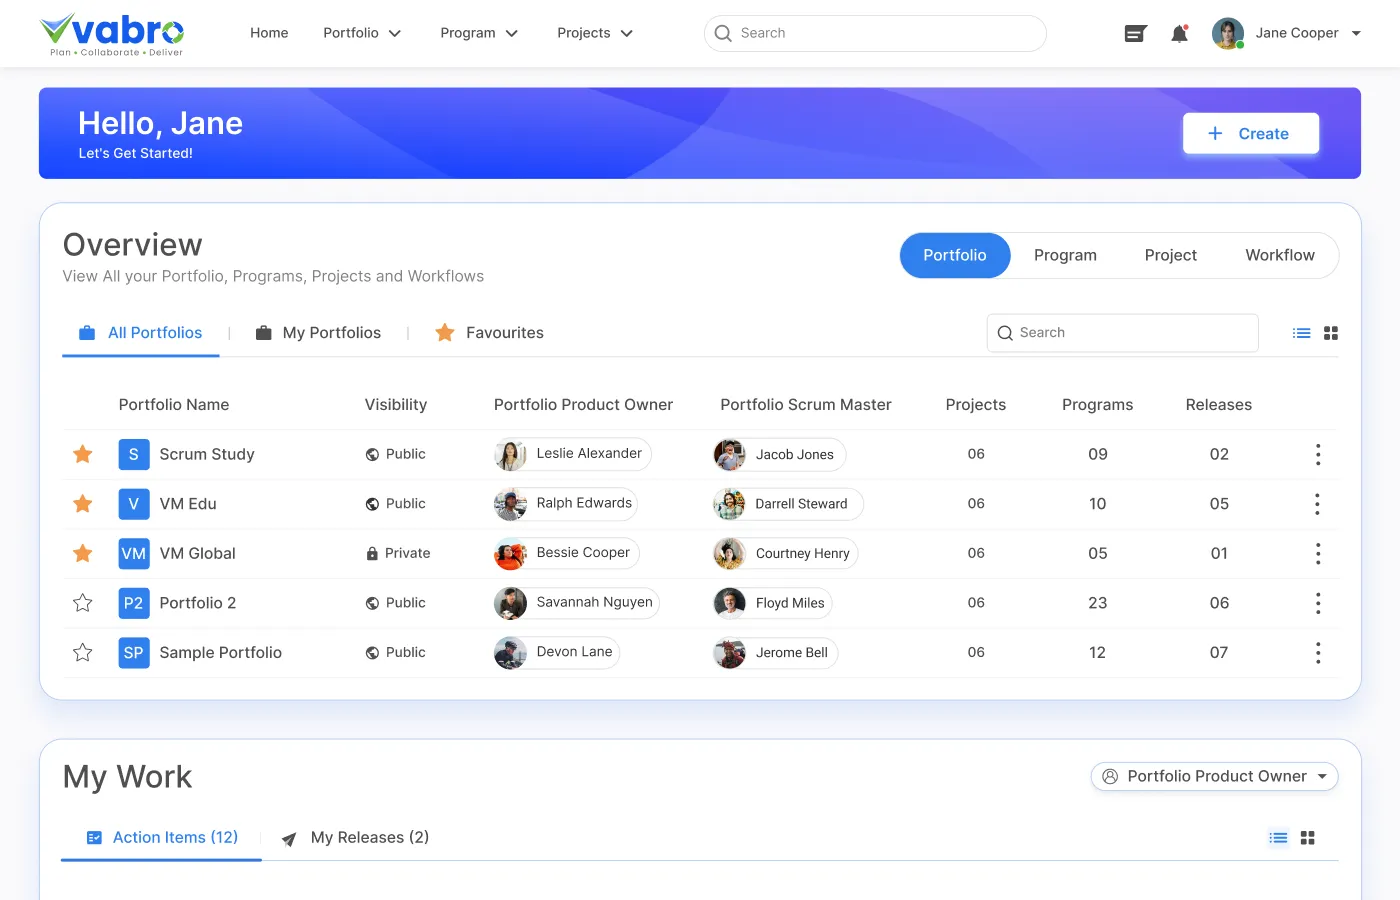 vabro
Plan • Collaborate • Deliver
Home Portfolio Program Projects Search Jane Cooper
Hello, Jane
Let's Get Started!
+ Create
Overview
View All your Portfolio, Programs, Projects and Workflows
Portfolio Program Project Workflow
All Portfolios | My Portfolios | Favourites Search
Portfolio Name Visibility Portfolio Product Owner Portfolio Scrum Master Projects Programs Releases
S Scrum Study Public Leslie Alexander Jacob Jones 06 09 02
V VM Edu Public Ralph Edwards Darrell Steward 06 10 05
VM VM Global Private Bessie Cooper Courtney Henry 06 05 01
P2 Portfolio 2 Public Savannah Nguyen Floyd Miles 06 23 06
SP Sample Portfolio Public Devon Lane Jerome Bell 06 12 07
My Work
Portfolio Product Owner
Action Items (12) My Releases (2)